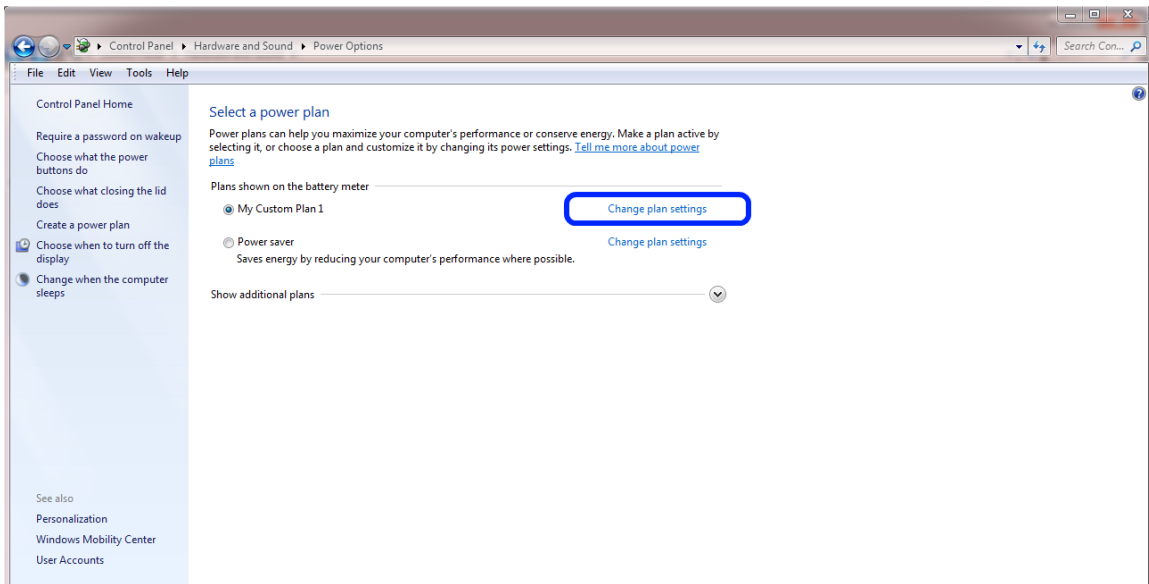 Control Panel Hardware and Sound Power Options
Search Con...
File Edit View Tools Help
Control Panel Home
Require a password on wakeup
Choose what the power
buttons do
Choose what closing the lid
does
Create a power plan
Choose when to turn off the
display
Change when the computer
sleeps
See also
Personalization
Windows Mobility Center
User Accounts
Select a power plan
Power plans can help you maximize your computer's performance or conserve energy. Make a plan active by
selecting it, or choose a plan and customize it by changing its power settings. Tell me more about power
plans
Plans shown on the battery meter
My Custom Plan 1 Change plan settings
Power saver Change plan settings
Saves energy by reducing your computer's performance where possible.
Show additional plans